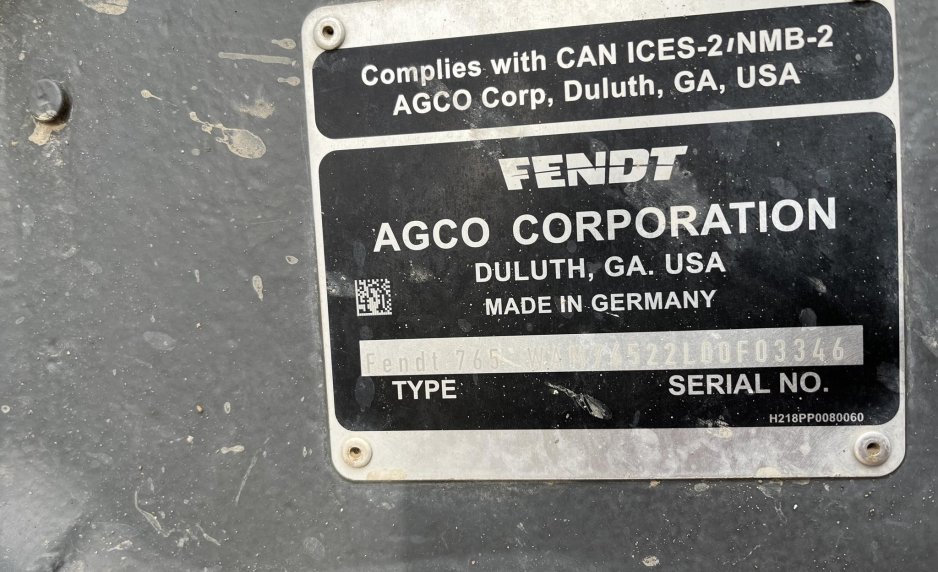 Complies with CAN ICES-2/NMB-2
AGCO Corp, Duluth, GA, USA
FENDT
AGCO CORPORATION
DULUTH, GA. USA
MADE IN GERMANY
Fendt 765
TYPE
SERIAL NO.
H218PP0080060